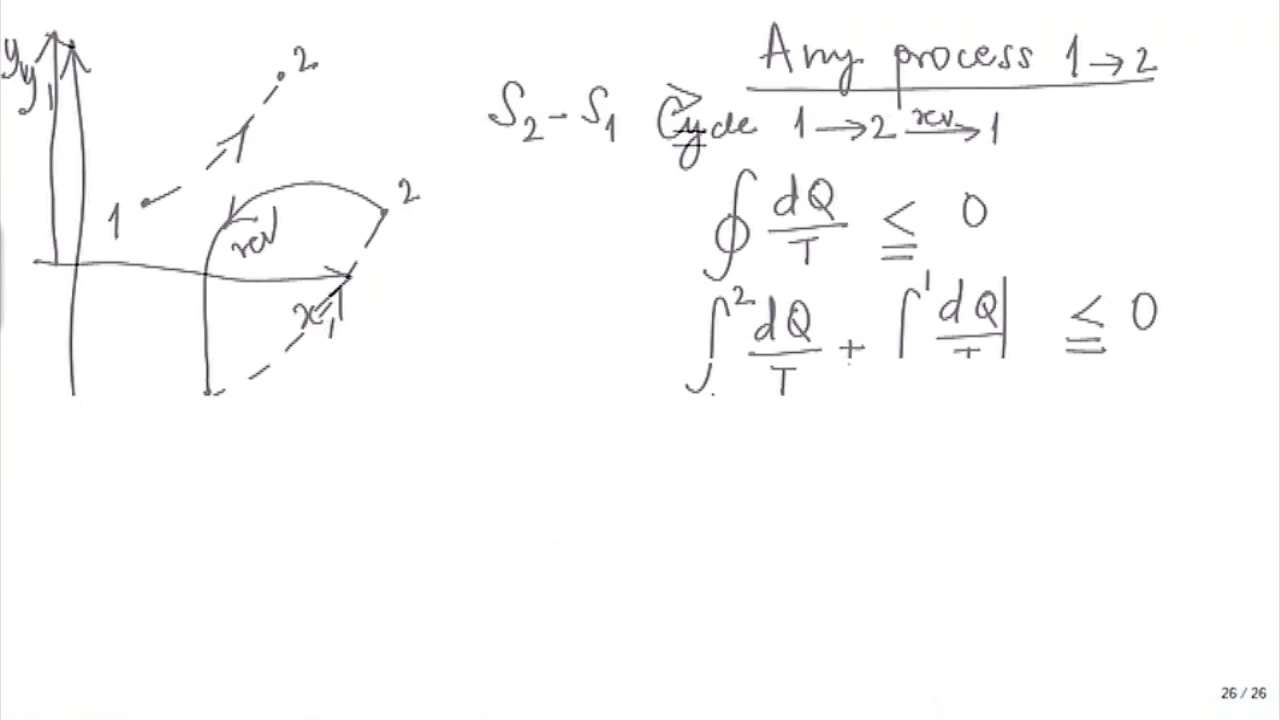 Any process 1→2
S₂ - S₁ Cycle 1→2 rev→ 1
∮ dQ/T ≤ 0
∫² dQ/T + ∫¹ dQ/T| ≤ 0
y
y
2
1
2
rev
x
26 / 26